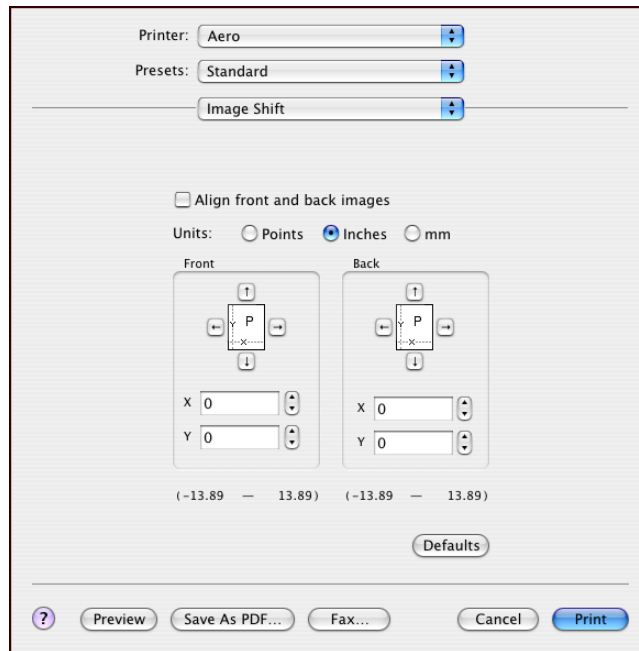 Printer: Aero
Presets: Standard
Image Shift
Align front and back images
Units: Points Inches mm
Front Back
↑ ↑
← Y P → ← Y P →
X X
↓ ↓
X 0 X 0
Y 0 Y 0
(-13.89 — 13.89) (-13.89 — 13.89)
Defaults
? Preview Save As PDF... Fax... Cancel Print